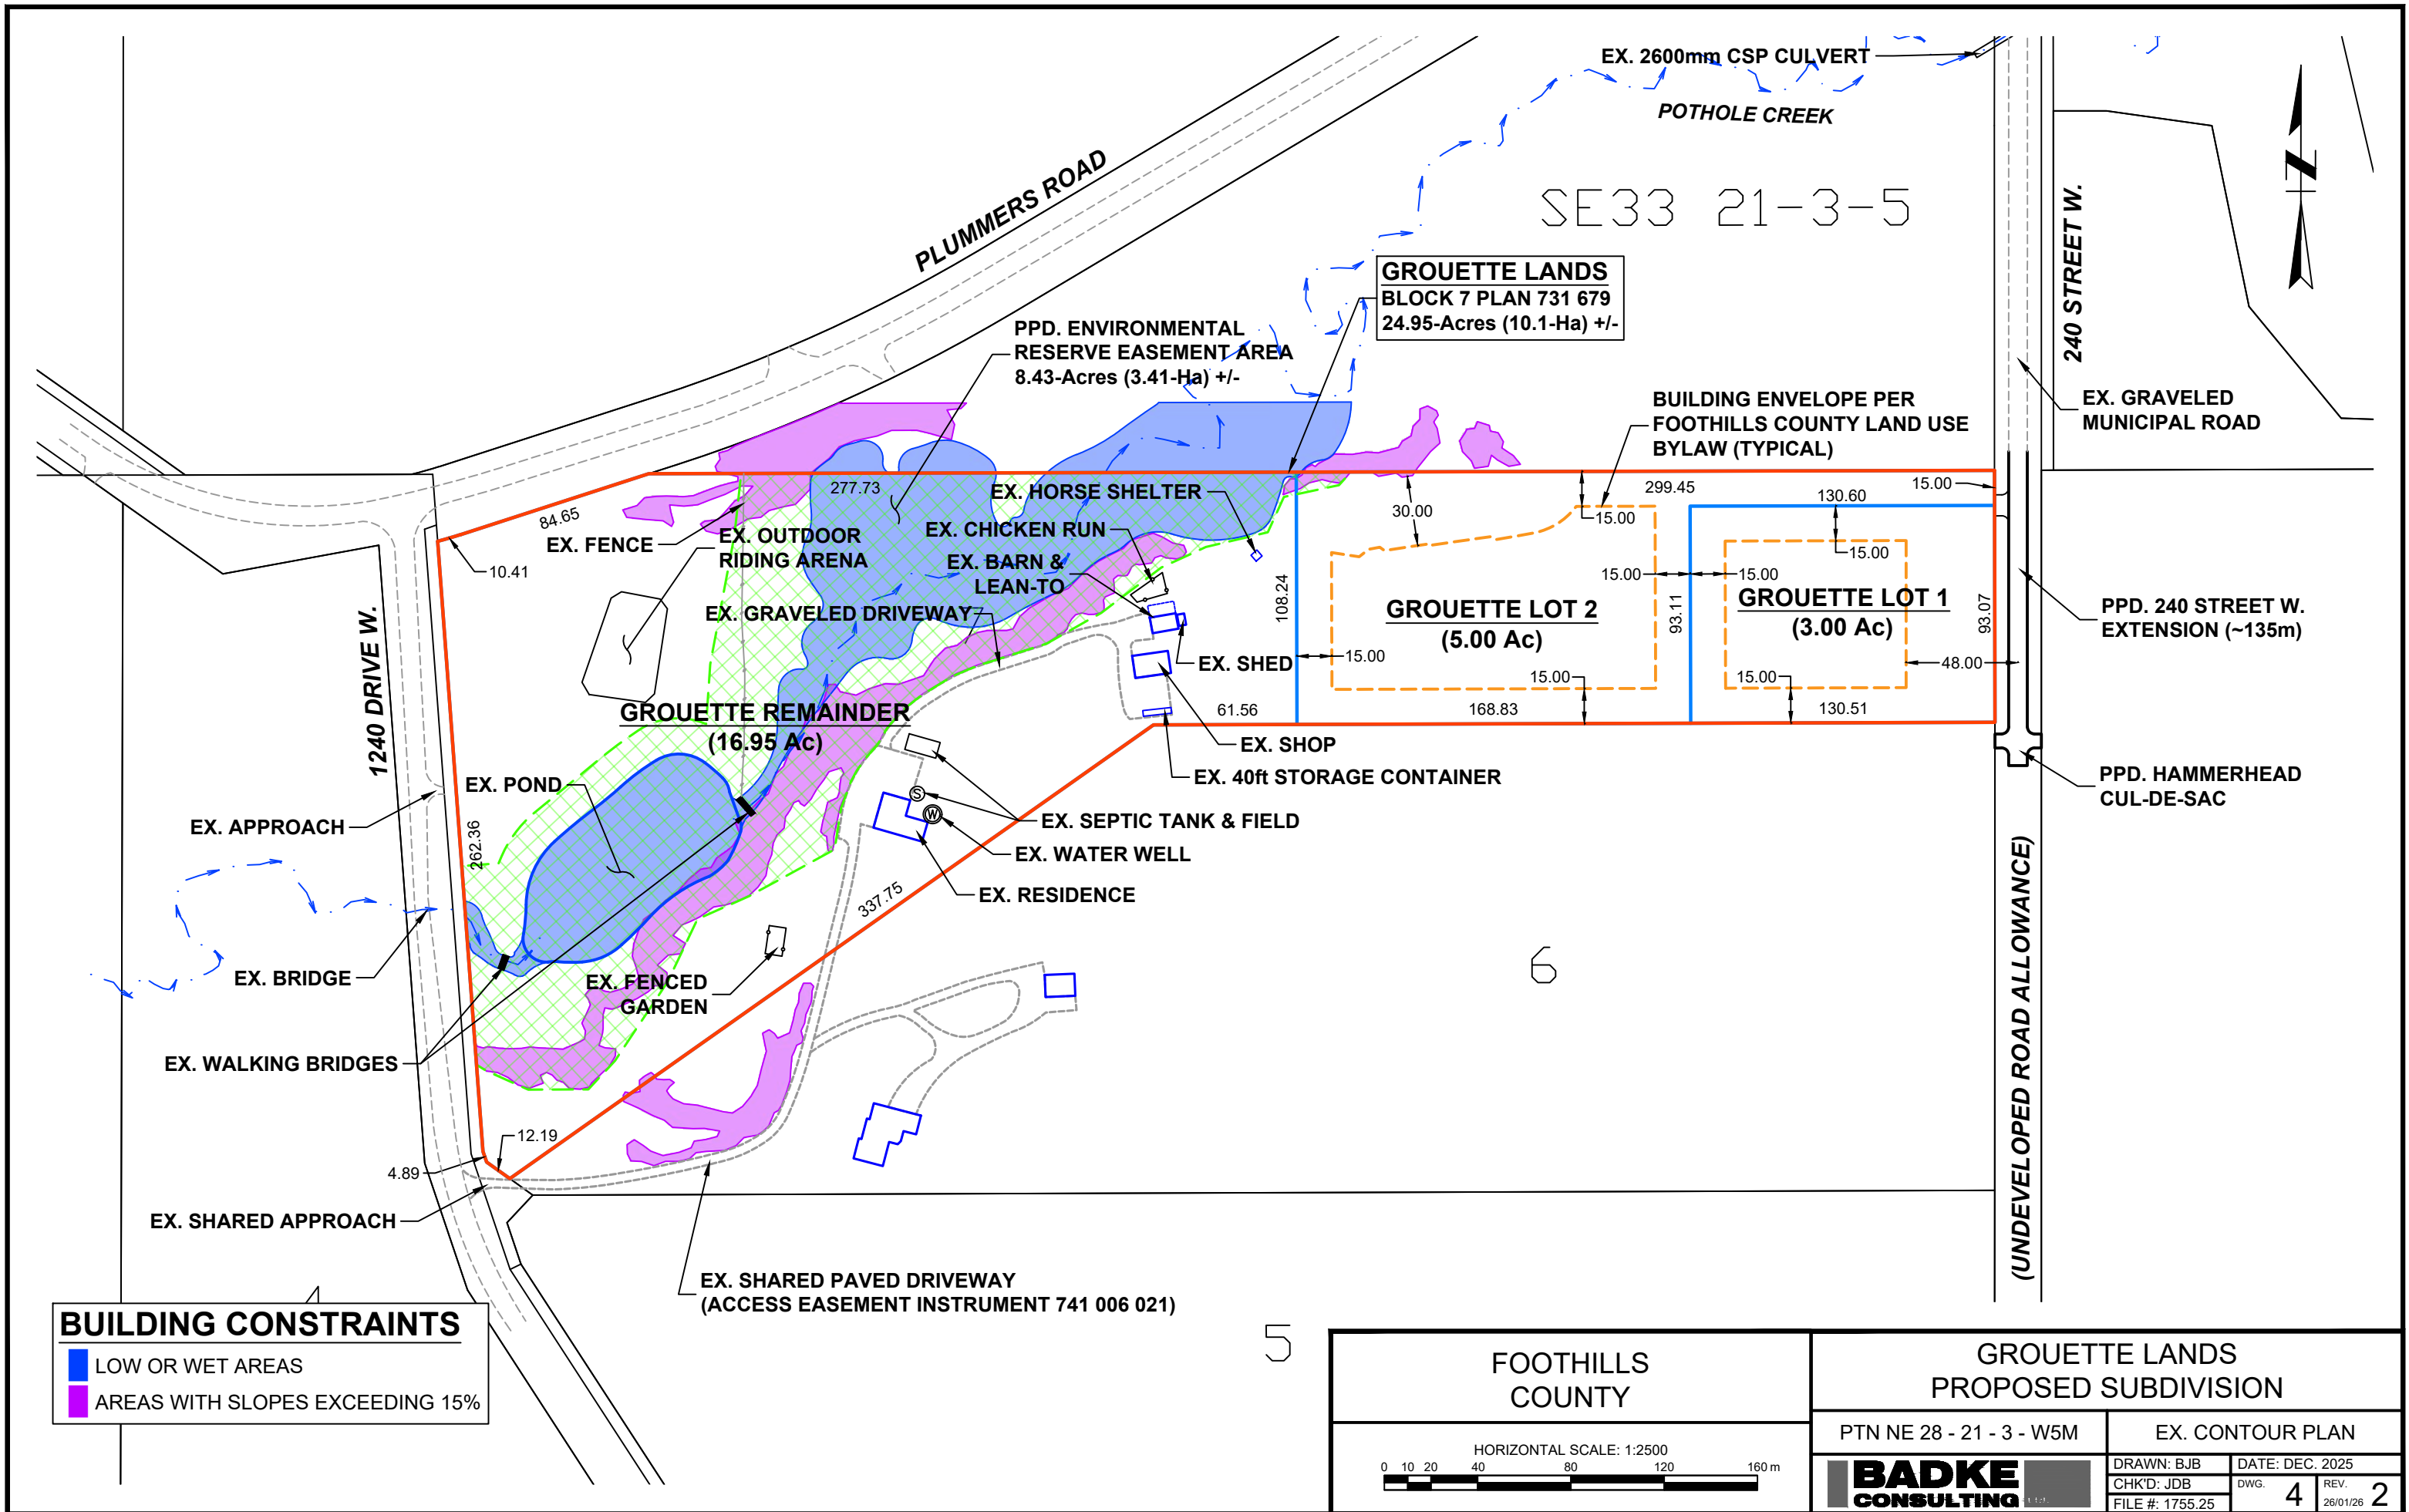 EX. 2600mm CSP CULVERT
POTHOLE CREEK
SE33 21-3-5
PLUMMERS ROAD
240 STREET W.
N
GROUETTE LANDS
BLOCK 7 PLAN 731 679
24.95-Acres (10.1-Ha) +/-
PPD. ENVIRONMENTAL
RESERVE EASEMENT AREA
8.43-Acres (3.41-Ha) +/-
BUILDING ENVELOPE PER
FOOTHILLS COUNTY LAND USE
BYLAW (TYPICAL)
EX. GRAVELED
MUNICIPAL ROAD
277.73
299.45
15.00
130.60
84.65
10.41
EX. FENCE
EX. OUTDOOR
RIDING ARENA
EX. HORSE SHELTER
EX. CHICKEN RUN
EX. BARN &
LEAN-TO
EX. GRAVELED DRIVEWAY
30.00
15.00
15.00
15.00
15.00
108.24
GROUETTE LOT 2
(5.00 Ac)
93.11
GROUETTE LOT 1
(3.00 Ac)
93.07
PPD. 240 STREET W.
EXTENSION (~135m)
EX. SHED
15.00
15.00
15.00
48.00
61.56
168.83
130.51
1240 DRIVE W.
GROUETTE REMAINDER
(16.95 Ac)
EX. SHOP
EX. 40ft STORAGE CONTAINER
PPD. HAMMERHEAD
CUL-DE-SAC
EX. POND
S
W
EX. APPROACH
262.36
EX. SEPTIC TANK & FIELD
EX. WATER WELL
EX. RESIDENCE
337.75
EX. BRIDGE
EX. FENCED
GARDEN
6
(UNDEVELOPED ROAD ALLOWANCE)
EX. WALKING BRIDGES
12.19
4.89
EX. SHARED APPROACH
EX. SHARED PAVED DRIVEWAY
(ACCESS EASEMENT INSTRUMENT 741 006 021)
5
BUILDING CONSTRAINTS
LOW OR WET AREAS
AREAS WITH SLOPES EXCEEDING 15%
FOOTHILLS
COUNTY
HORIZONTAL SCALE: 1:2500
0 10 20 40 80 120 160 m
GROUETTE LANDS
PROPOSED SUBDIVISION
PTN NE 28 - 21 - 3 - W5M
EX. CONTOUR PLAN
BADKE
CONSULTING
DRAWN: BJB
DATE: DEC. 2025
CHK'D: JDB
DWG. 4
REV. 2
26/01/26
FILE #: 1755.25